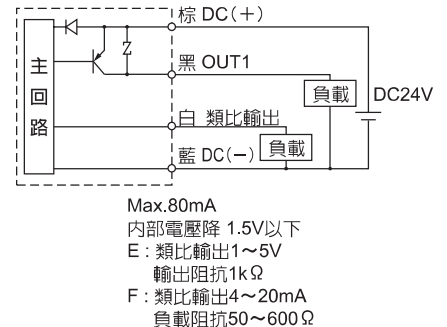 棕 DC(+)
主回路
Z
黑 OUT1
負載
DC24V
白 類比輸出
負載
藍 DC(−)
Max.80mA
內部電壓降 1.5V以下
E：類比輸出1～5V
輸出阻抗1kΩ
F：類比輸出4～20mA
負載阻抗50～600Ω